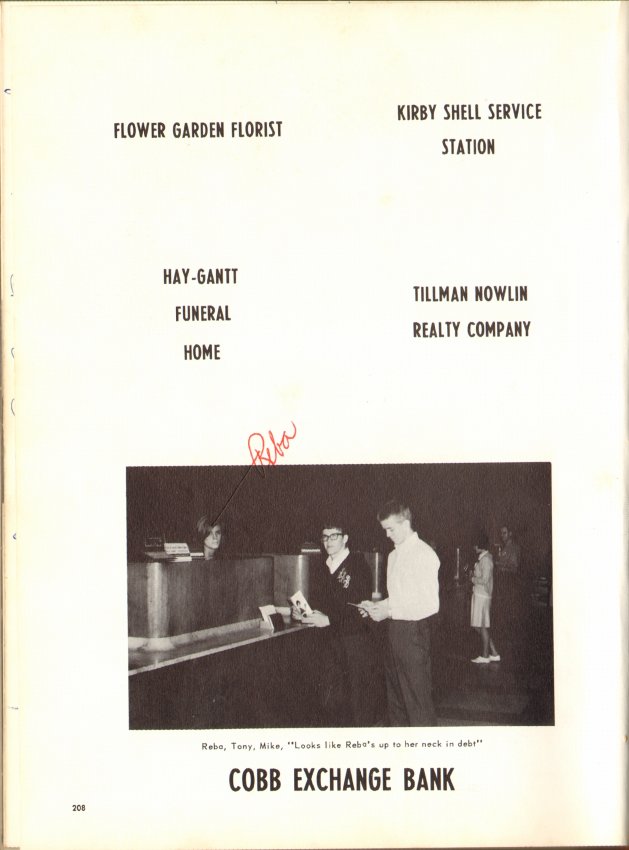 FLOWER GARDEN FLORIST
KIRBY SHELL SERVICE
STATION
HAY-GANTT
FUNERAL
HOME
TILLMAN NOWLIN
REALTY COMPANY
Reba
Reba, Tony, Mike, "Looks like Reba's up to her neck in debt"
COBB EXCHANGE BANK
208